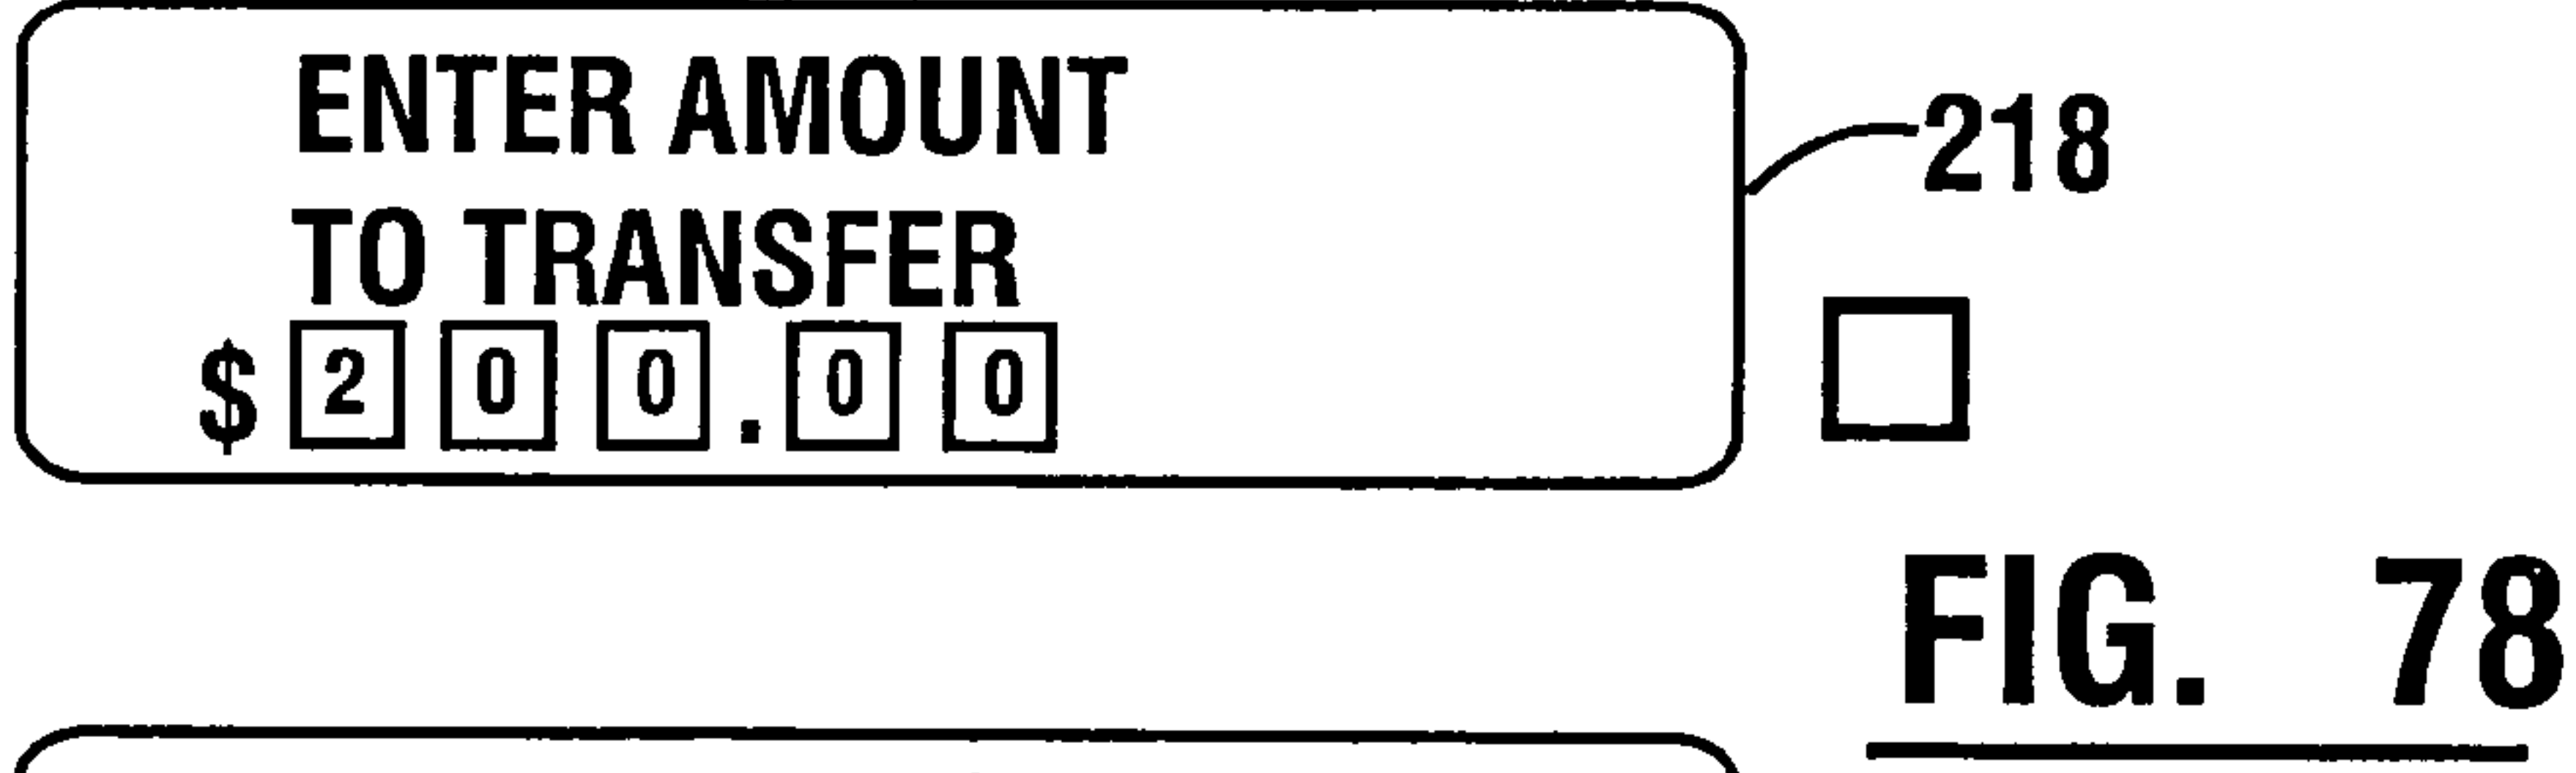 ENTER AMOUNT
TO TRANSFER
$ 2 0 0 . 0 0
218
FIG. 78